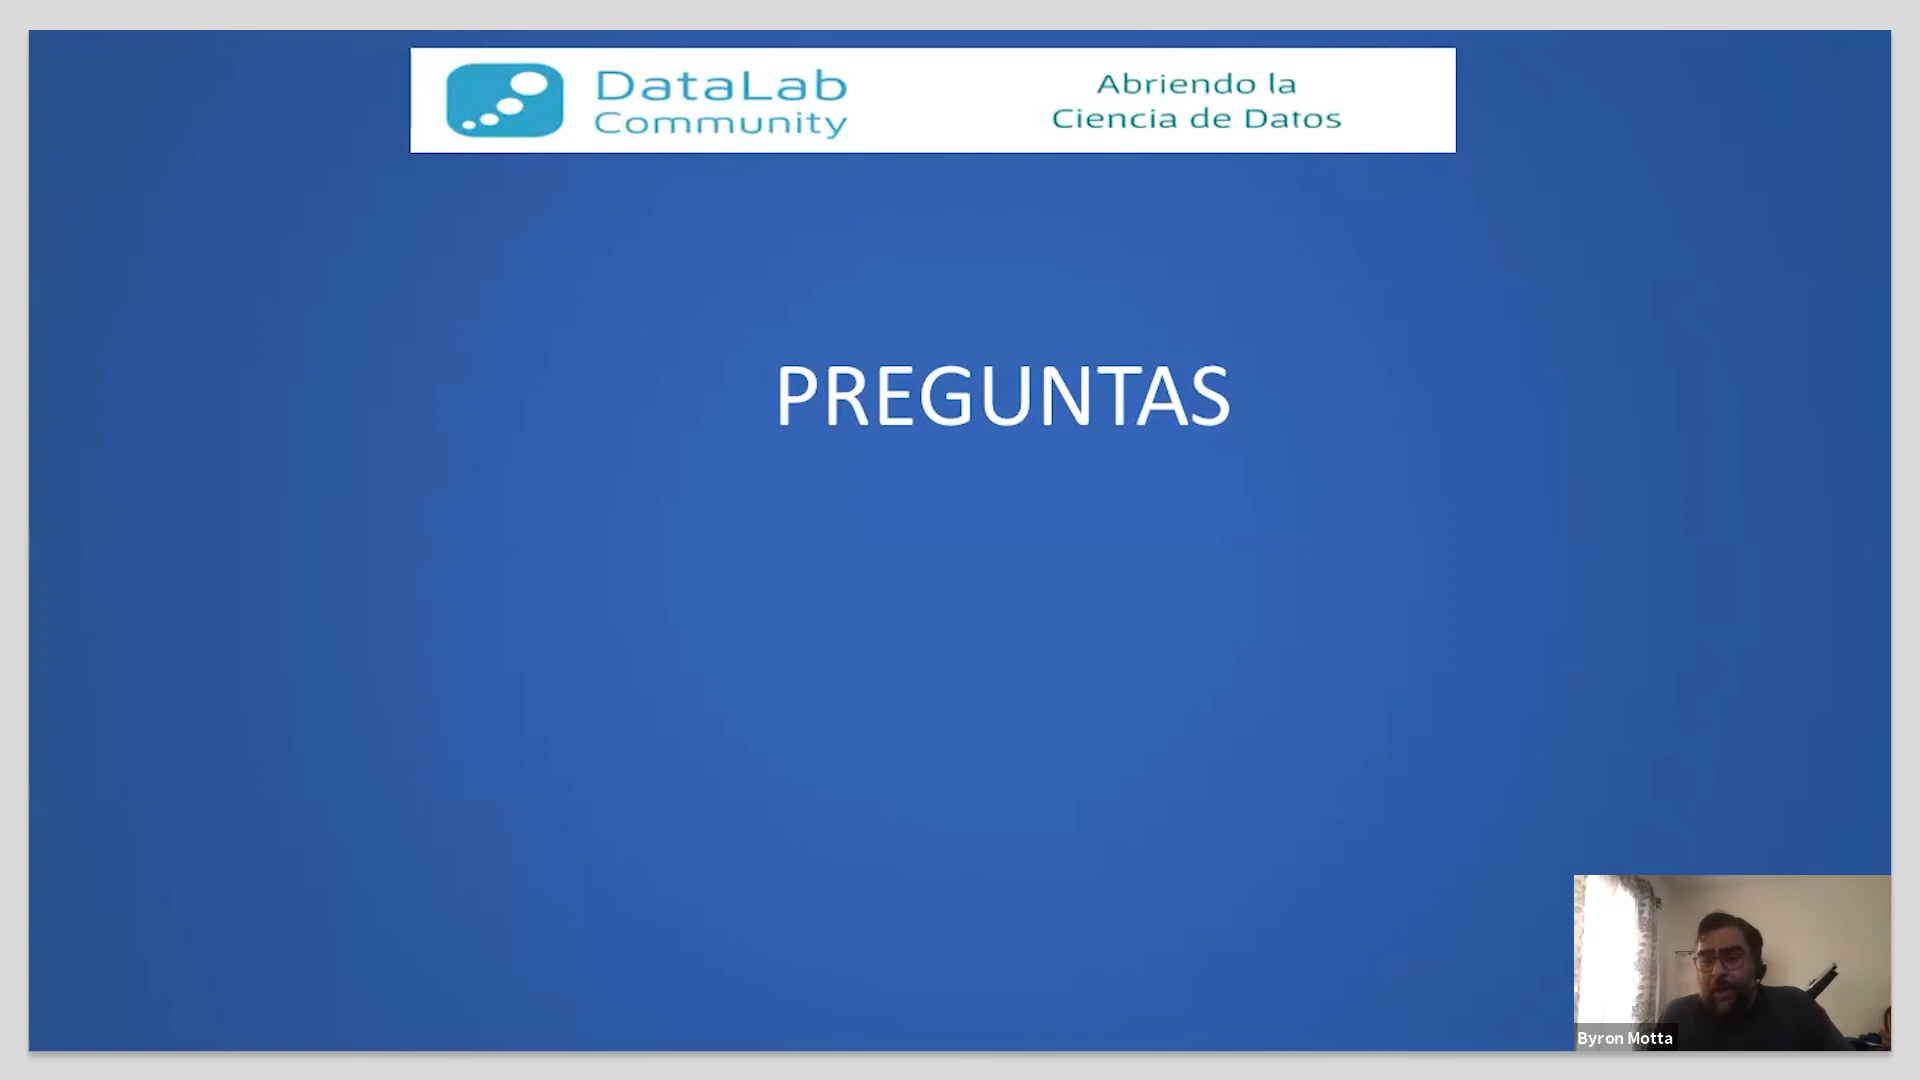 DataLab
Community
Abriendo la
Ciencia de Datos
PREGUNTAS
Byron Motta